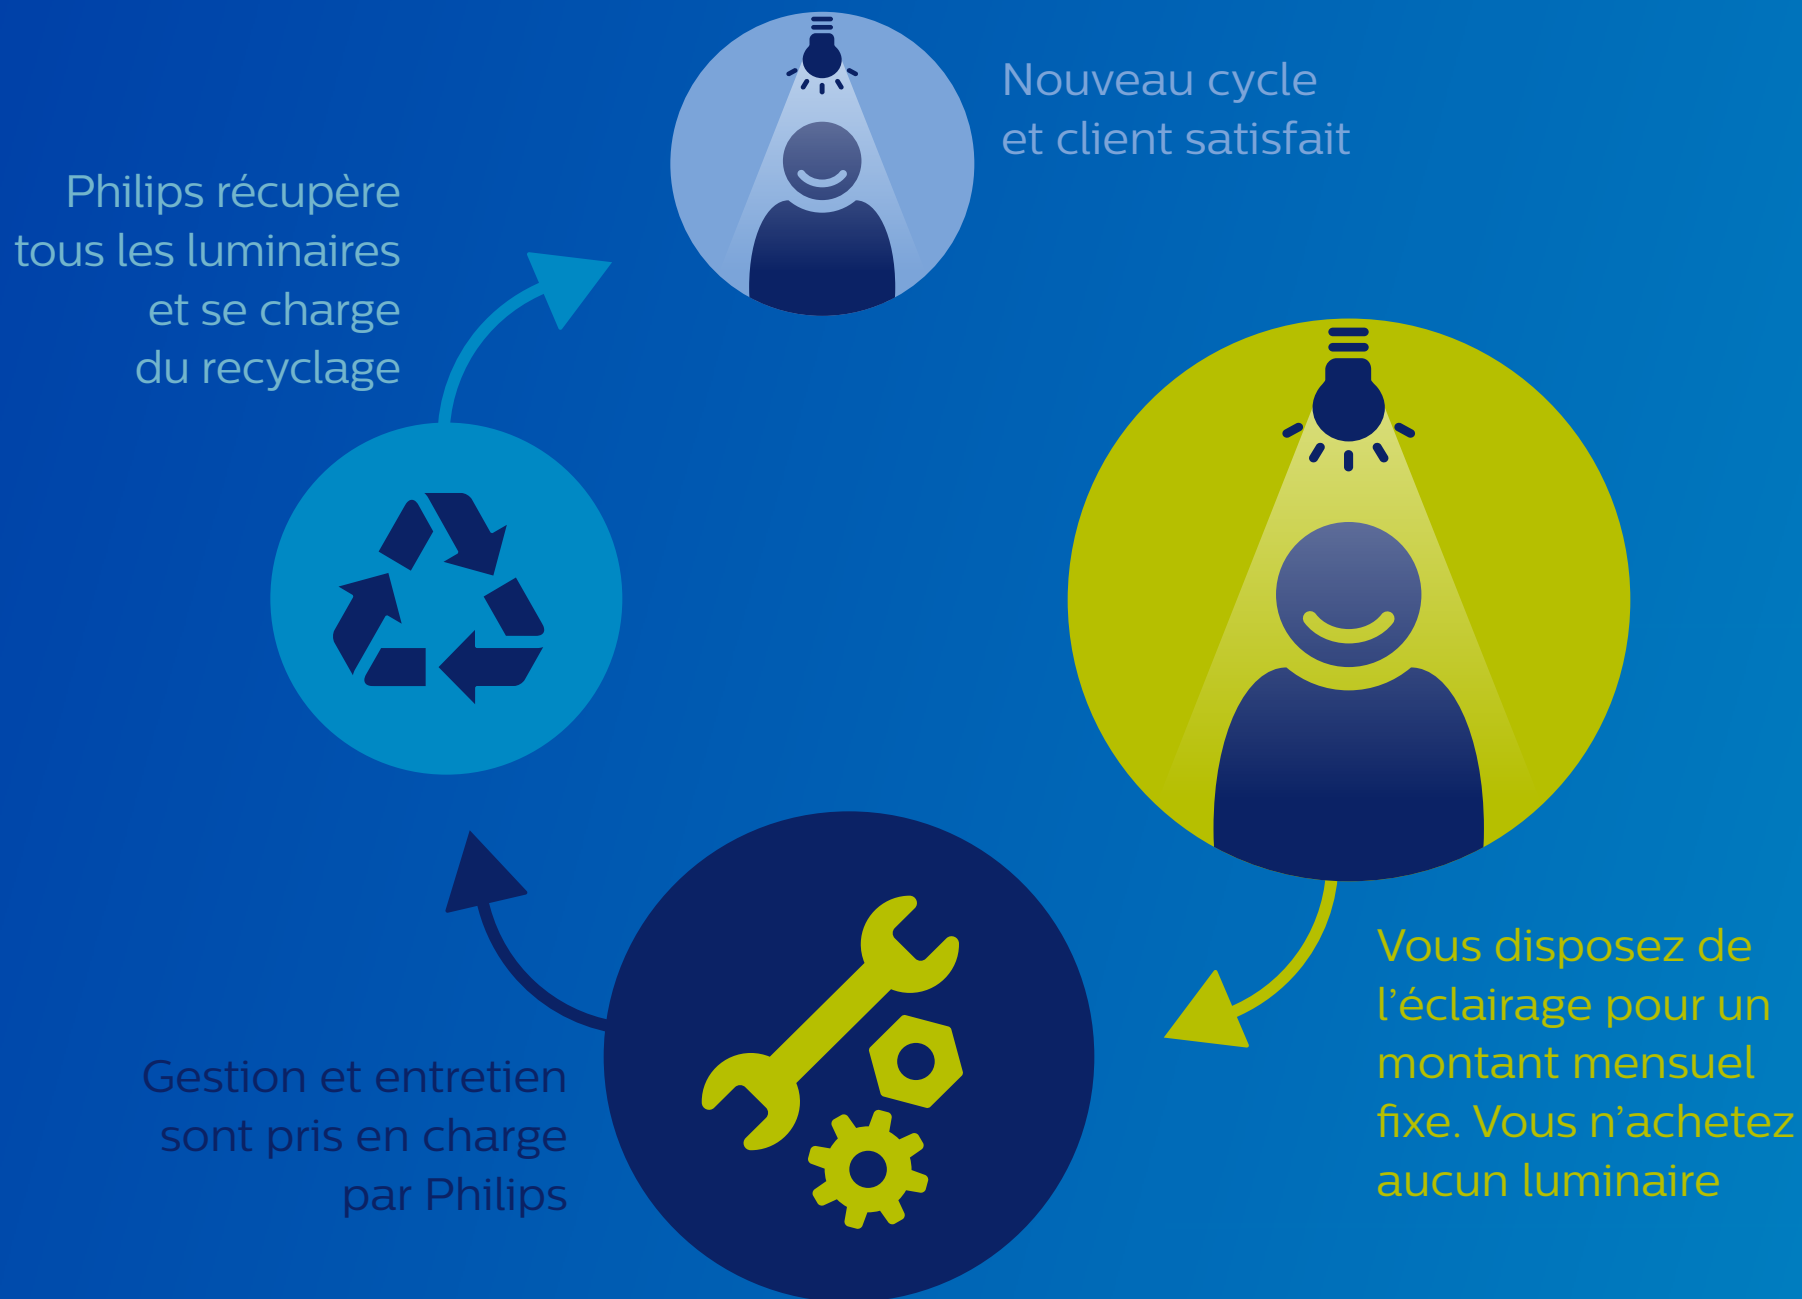 Nouveau cycle
et client satisfait
Philips récupère
tous les luminaires
et se charge
du recyclage
Vous disposez de
l’éclairage pour un
montant mensuel
fixe. Vous n’achetez
aucun luminaire
Gestion et entretien
sont pris en charge
par Philips